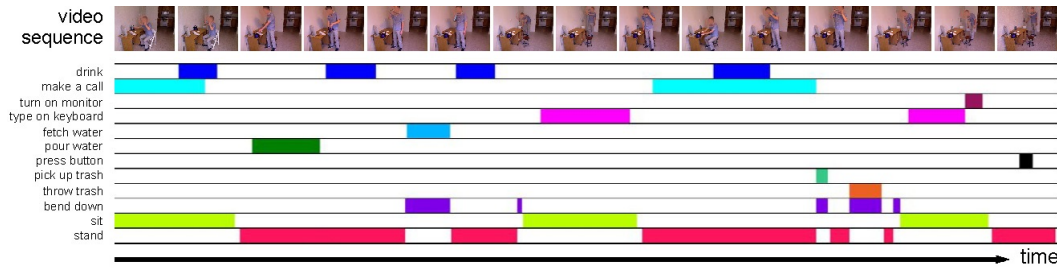 video
sequence
drink
make a call
turn on monitor
type on keyboard
fetch water
pour water
press button
pick up trash
throw trash
bend down
sit
stand
time